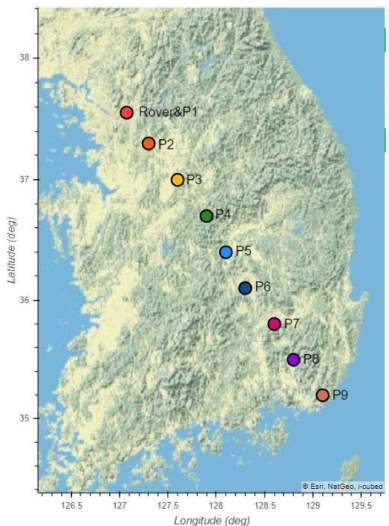 38
Rover&P1
P2
37
P3
P4
P5
36
P6
P7
P8
P9
35
Latitude (deg)
© Esri, NatGeo, i-cubed
126.5 127 127.5 128 128.5 129 129.5
Longitude (deg)